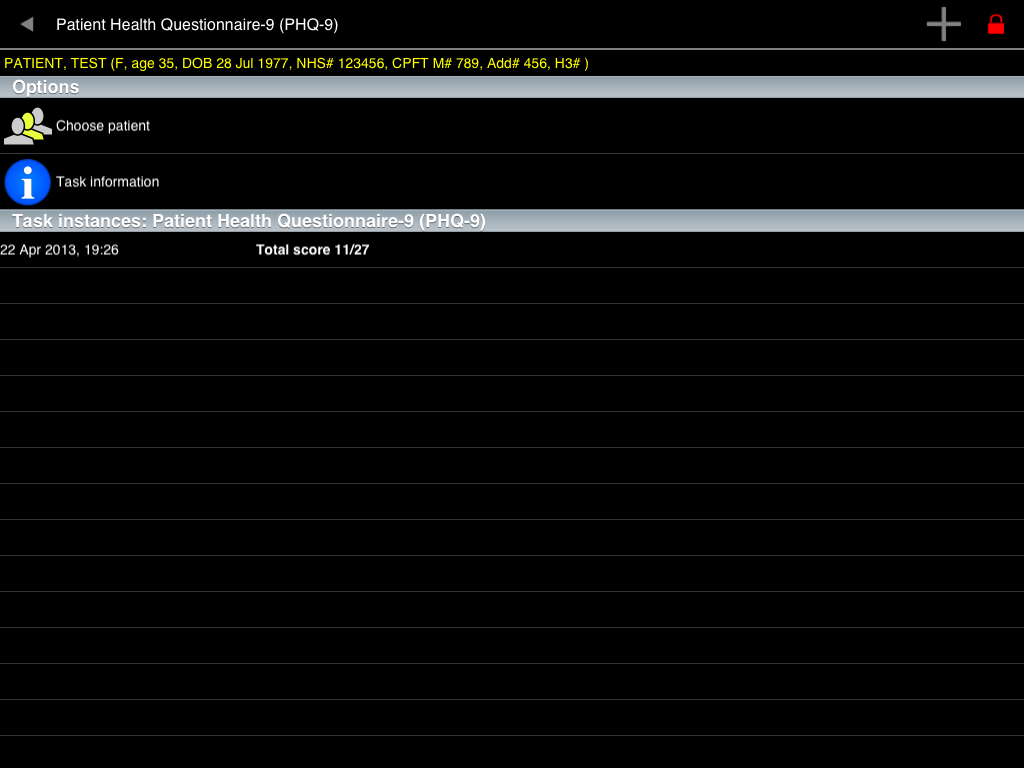 Patient Health Questionnaire-9 (PHQ-9)
PATIENT, TEST (F, age 35, DOB 28 Jul 1977, NHS# 123456, CPFT M# 789, Add# 456, H3# )
Options
Choose patient
i
Task information
Task instances: Patient Health Questionnaire-9 (PHQ-9)
22 Apr 2013, 19:26 Total score 11/27